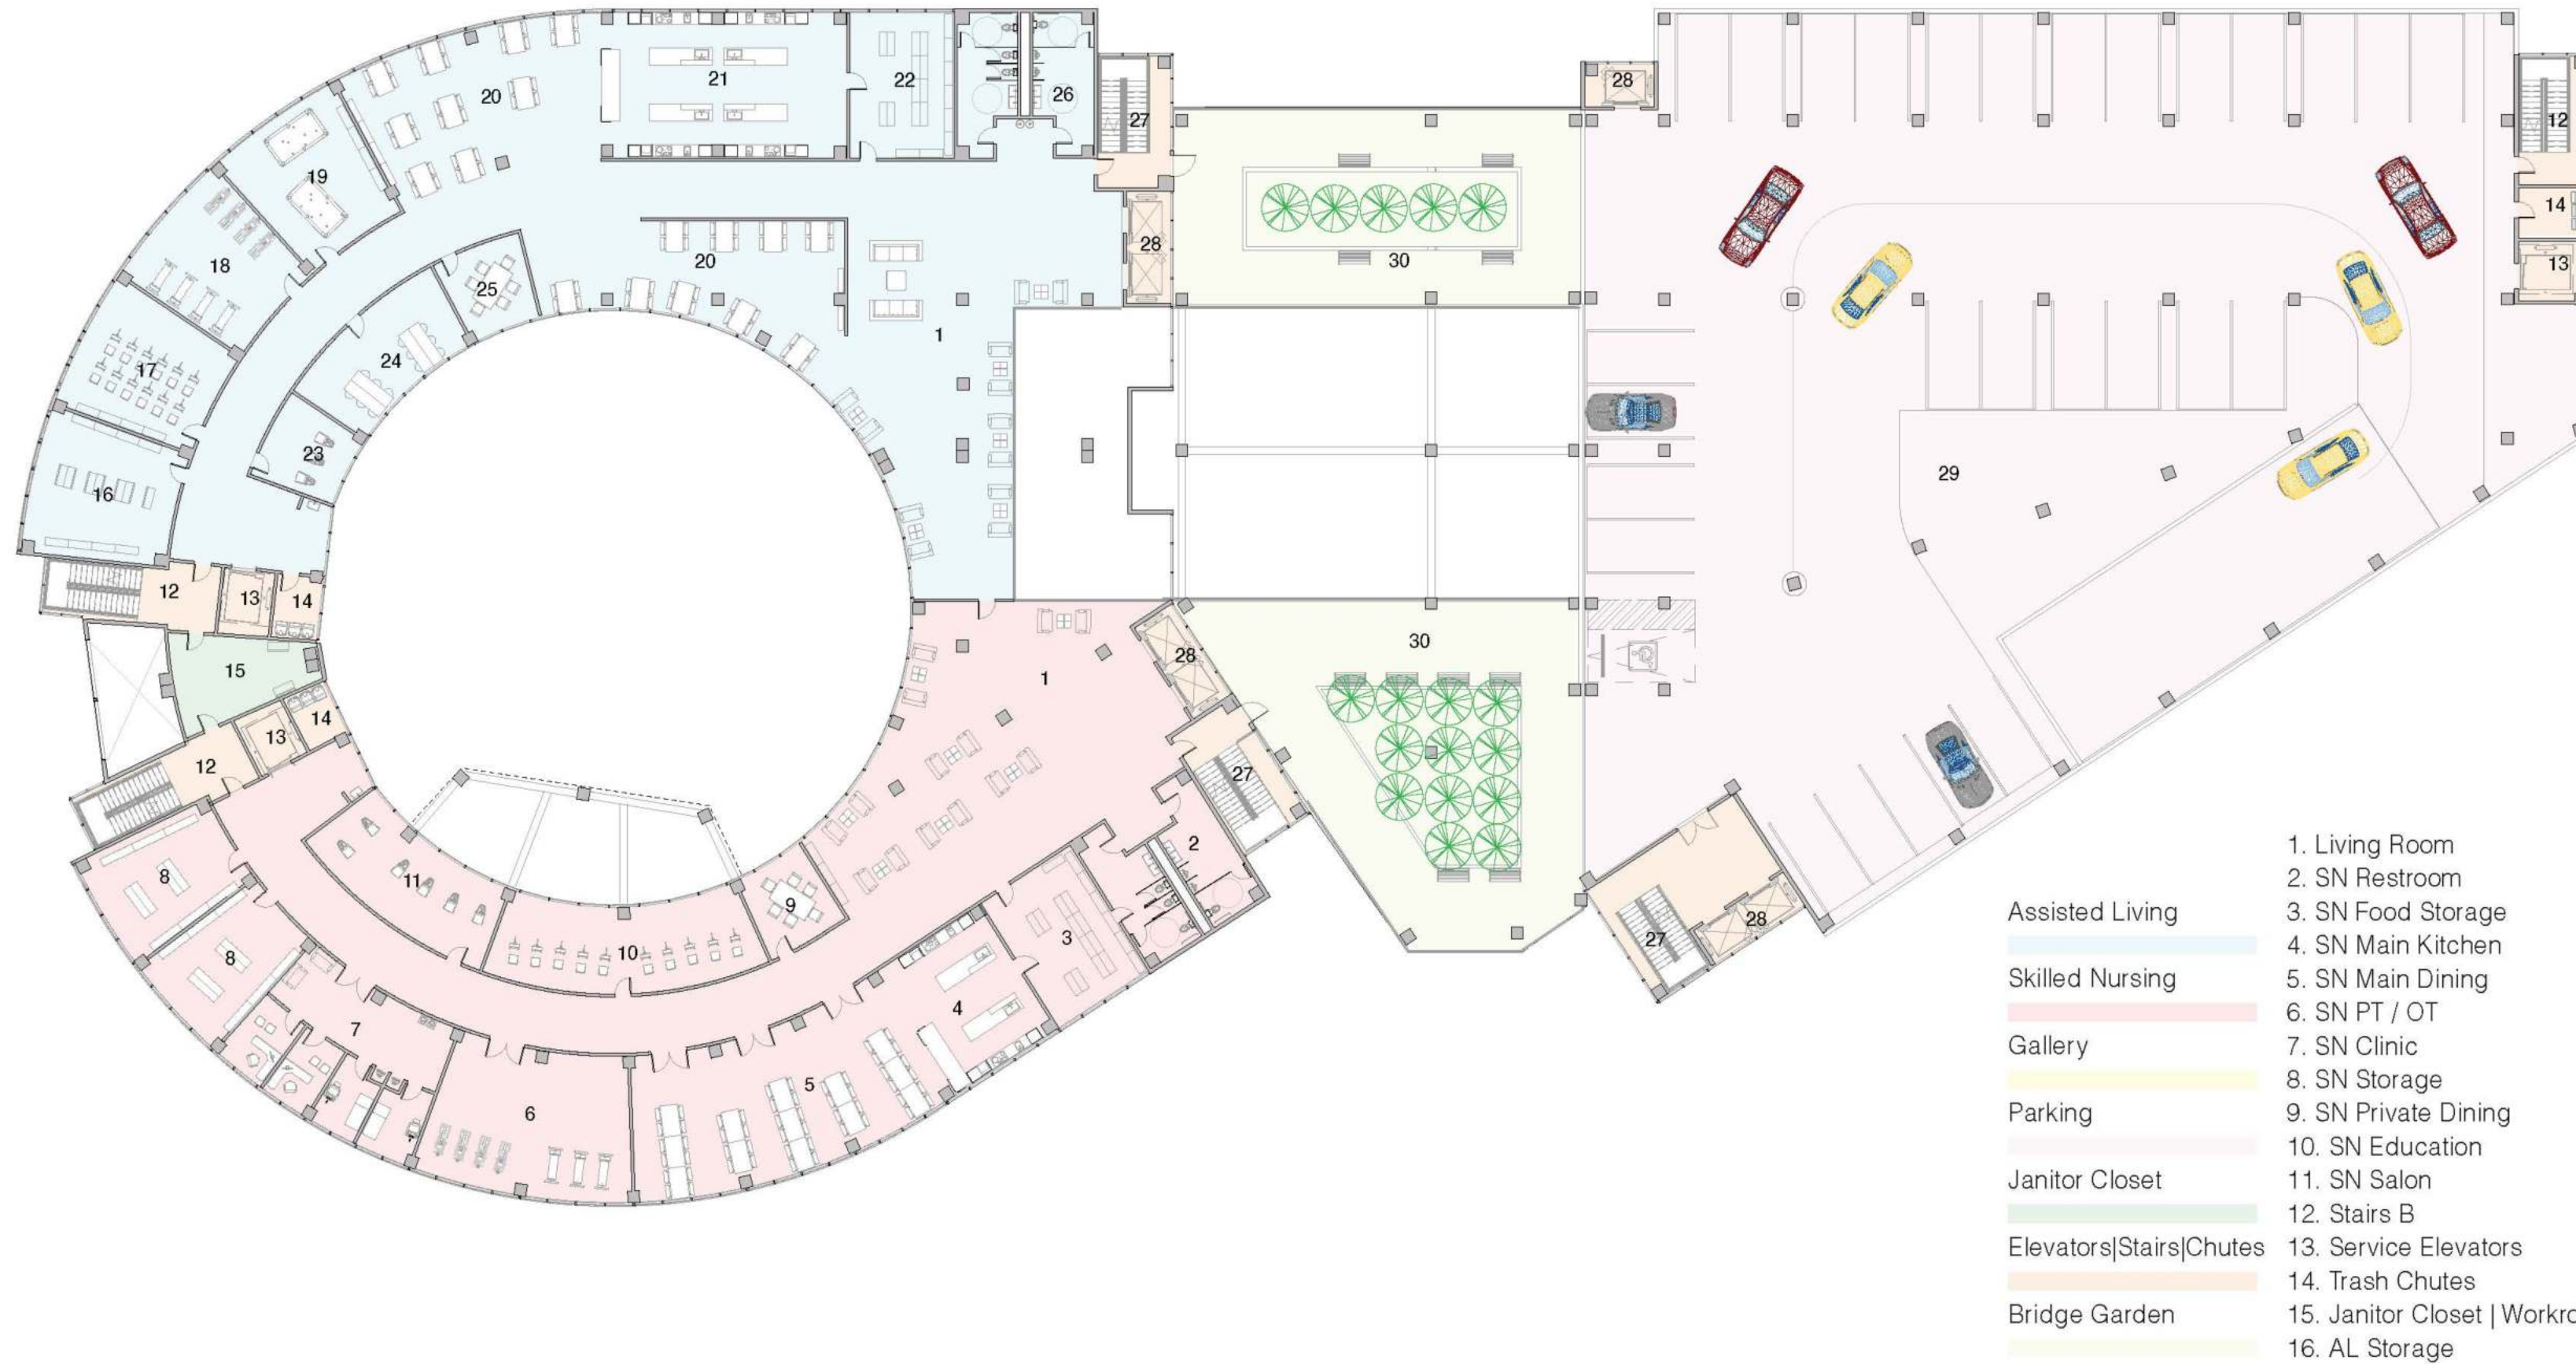 20
21
22
26
27
28
12
19
14
18
25
20
28
30
13
24
1
17
23
16
29
12
13
14
15
30
1
28
14
13
12
27
2
8
11
9
10
3
8
4
7
5
6
27
28
Assisted Living
Skilled Nursing
Gallery
Parking
Janitor Closet
Elevators|Stairs|Chutes
Bridge Garden
1. Living Room
2. SN Restroom
3. SN Food Storage
4. SN Main Kitchen
5. SN Main Dining
6. SN PT / OT
7. SN Clinic
8. SN Storage
9. SN Private Dining
10. SN Education
11. SN Salon
12. Stairs B
13. Service Elevators
14. Trash Chutes
15. Janitor Closet | Workro
16. AL Storage